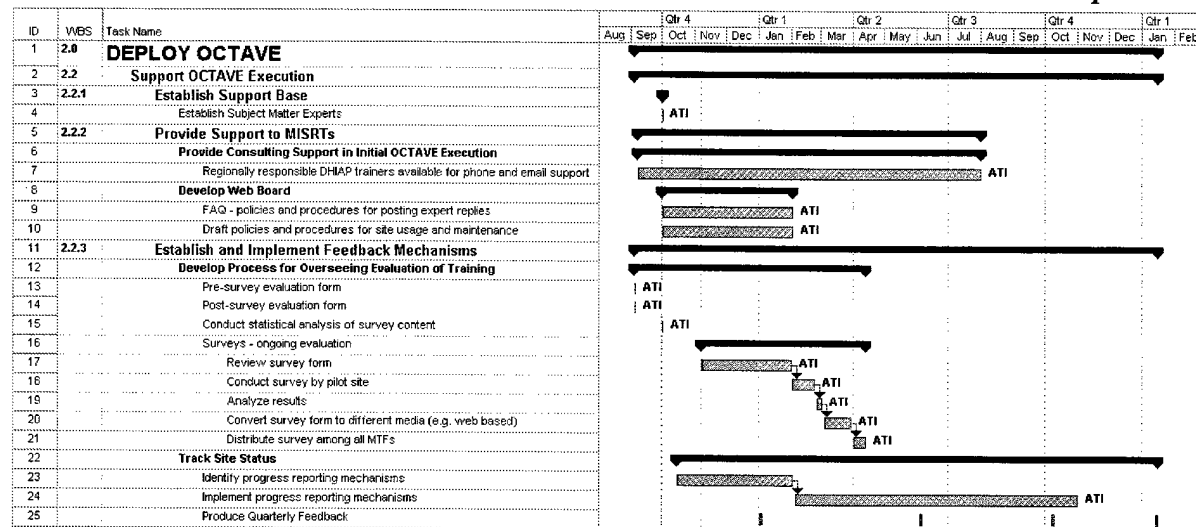 Qtr 4 Qtr 1 Qtr 2 Qtr 3 Qtr 4 Qtr 1
ID WBS Task Name Aug Sep Oct Nov Dec Jan Feb Mar Apr May Jun Jul Aug Sep Oct Nov Dec Jan Feb
1 2.0 DEPLOY OCTAVE
2 2.2 Support OCTAVE Execution
3 2.2.1 Establish Support Base
4 Establish Subject Matter Experts ATI
5 2.2.2 Provide Support to MISRTs
6 Provide Consulting Support in Initial OCTAVE Execution
7 Regionally responsible DHIAP trainers available for phone and email support ATI
8 Develop Web Board
9 FAQ - policies and procedures for posting expert replies ATI
10 Draft policies and procedures for site usage and maintenance ATI
11 2.2.3 Establish and Implement Feedback Mechanisms
12 Develop Process for Overseeing Evaluation of Training
13 Pre-survey evaluation form ATI
14 Post-survey evaluation form ATI
15 Conduct statistical analysis of survey content ATI
16 Surveys - ongoing evaluation
17 Review survey form ATI
18 Conduct survey by pilot site ATI
19 Analyze results ATI
20 Convert survey form to different media (e.g. web based) ATI
21 Distribute survey among all MTFs ATI
22 Track Site Status
23 Identify progress reporting mechanisms
24 Implement progress reporting mechanisms ATI
25 Produce Quarterly Feedback